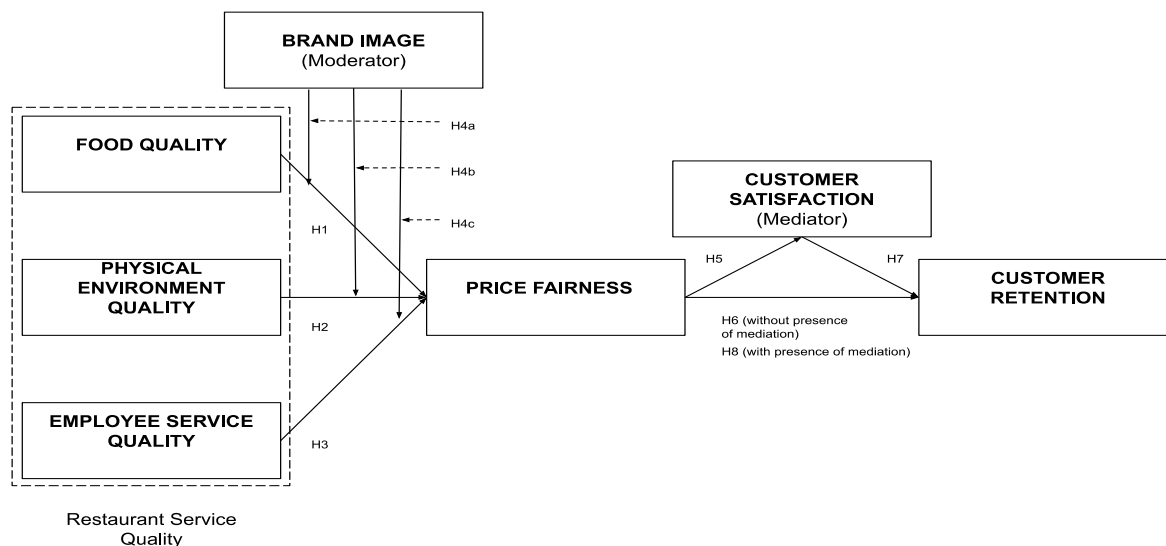 BRAND IMAGE
(Moderator)
FOOD QUALITY
H4a
H4b
H4c
CUSTOMER
SATISFACTION
(Mediator)
H1
PHYSICAL
ENVIRONMENT
QUALITY
PRICE FAIRNESS
H5
H7
CUSTOMER
RETENTION
H2
H6 (without presence
of mediation)
H8 (with presence of mediation)
EMPLOYEE SERVICE
QUALITY
H3
Restaurant Service
Quality